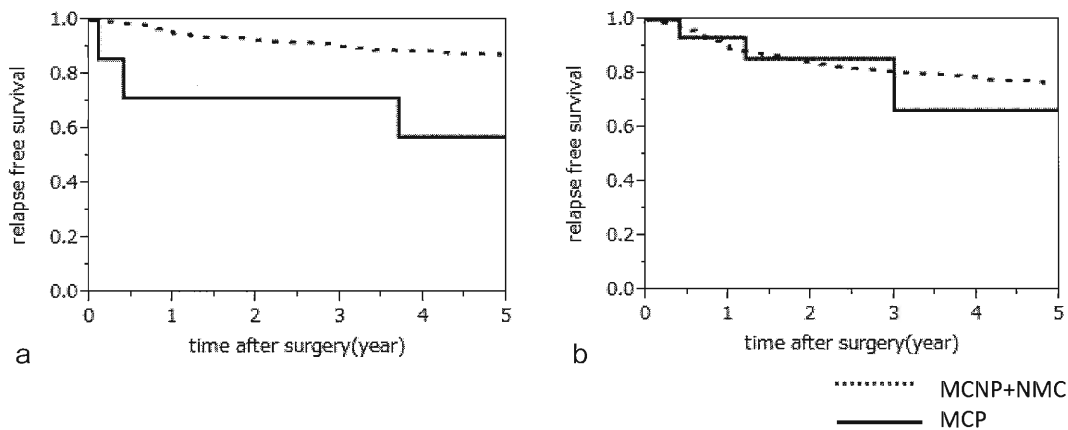 1.0
0.8
0.6
0.4
0.2
0.0
relapse free survival
0 1 2 3 4 5
time after surgery(year)
a
1.0
0.8
0.6
0.4
0.2
0.0
relapse free survival
0 1 2 3 4 5
time after surgery(year)
b
MCNP+NMC
MCP